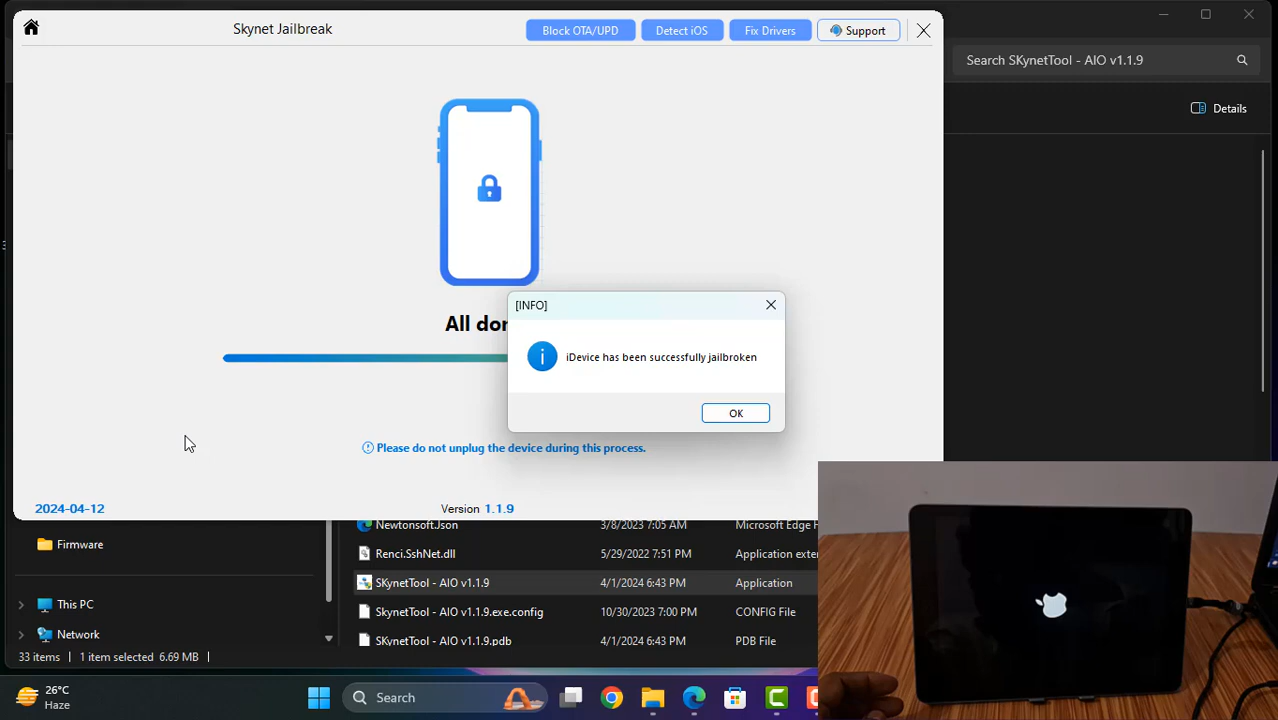 Skynet Jailbreak
Block OTA/UPD
Detect iOS
Fix Drivers
Support
Search SKynetTool - AIO v1.1.9
Details
All don
[INFO]
iDevice has been successfully jailbroken
OK
Please do not unplug the device during this process.
2024-04-12
Version 1.1.9
Newtonsoft.Json 3/8/2023 7:05 AM Microsoft Edge
Firmware
Renci.SshNet.dll 5/29/2022 7:51 PM Application exte
SKynetTool - AIO v1.1.9 4/1/2024 6:43 PM Application
This PC
SkynetTool - AIO v1.1.9.exe.config 10/30/2023 7:00 PM CONFIG File
Network
SKynetTool - AIO v1.1.9.pdb 4/1/2024 6:43 PM PDB File
33 items 1 item selected 6.69 MB
26°C
Haze
Search